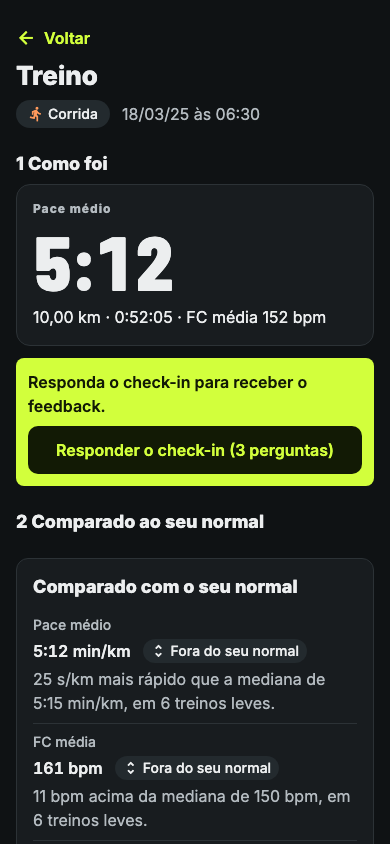 Voltar
Treino
Corrida 18/03/25 às 06:30
1 Como foi
Pace médio
5:12
10,00 km · 0:52:05 · FC média 152 bpm
Responda o check-in para receber o
feedback.
Responder o check-in (3 perguntas)
2 Comparado ao seu normal
Comparado com o seu normal
Pace médio
5:12 min/km Fora do seu normal
25 s/km mais rápido que a mediana de
5:15 min/km, em 6 treinos leves.
FC média
161 bpm Fora do seu normal
11 bpm acima da mediana de 150 bpm, em
6 treinos leves.